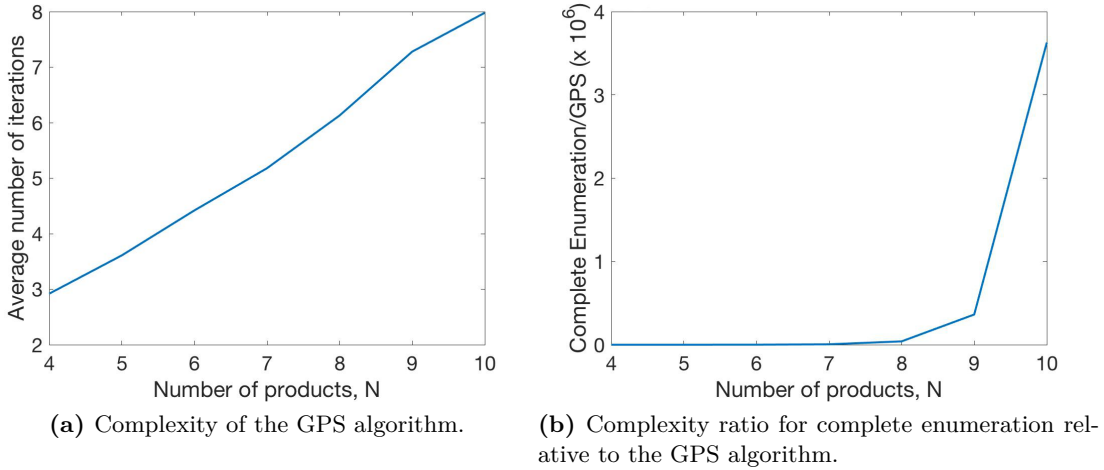 8
7
6
5
4
3
2
Average number of iterations
4 5 6 7 8 9 10
Number of products, N
(a) Complexity of the GPS algorithm.
4
3
2
1
0
Complete Enumeration/GPS (x 10⁶)
4 5 6 7 8 9 10
Number of products, N
(b) Complexity ratio for complete enumeration rel-
ative to the GPS algorithm.